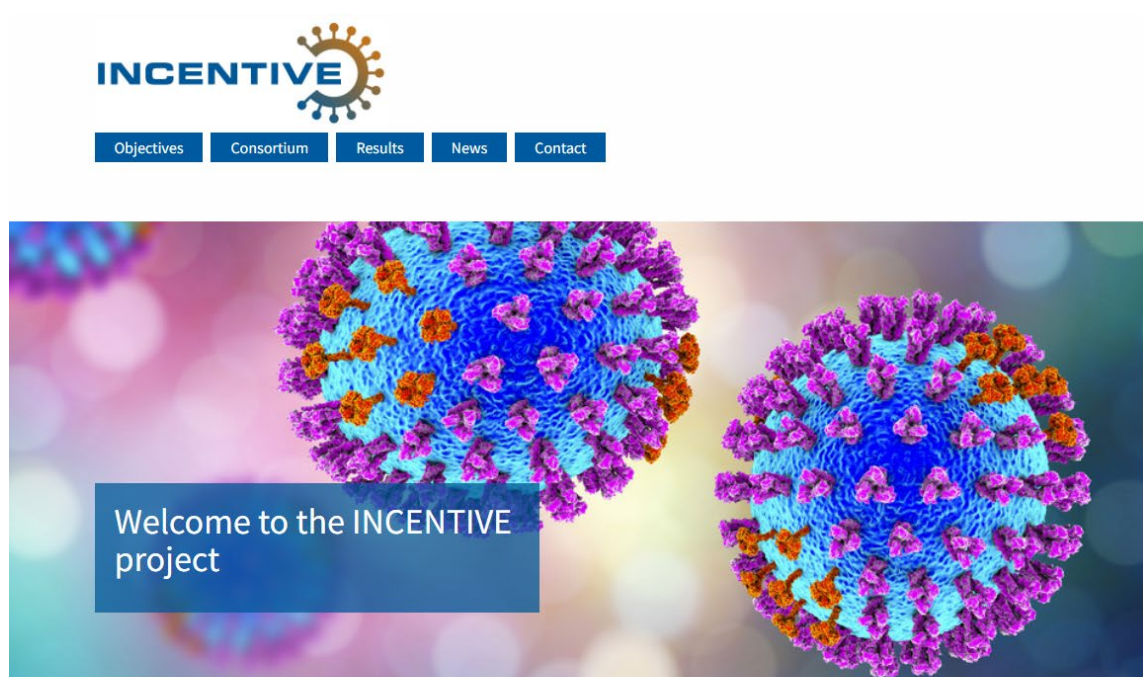 INCENTIVE
Objectives Consortium Results News Contact
Welcome to the INCENTIVE
project